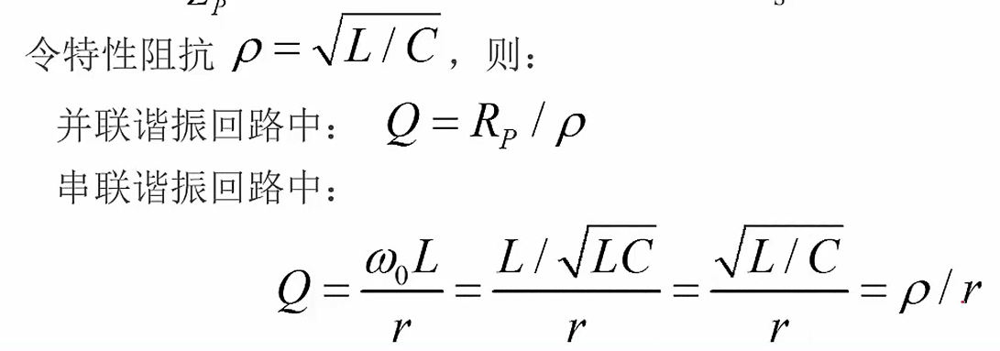 令特性阻抗 ρ = √L / C ，则：
并联谐振回路中： Q = R_P / ρ
串联谐振回路中：
Q = ω₀L / r = L / √LC / r = √L / C / r = ρ / r